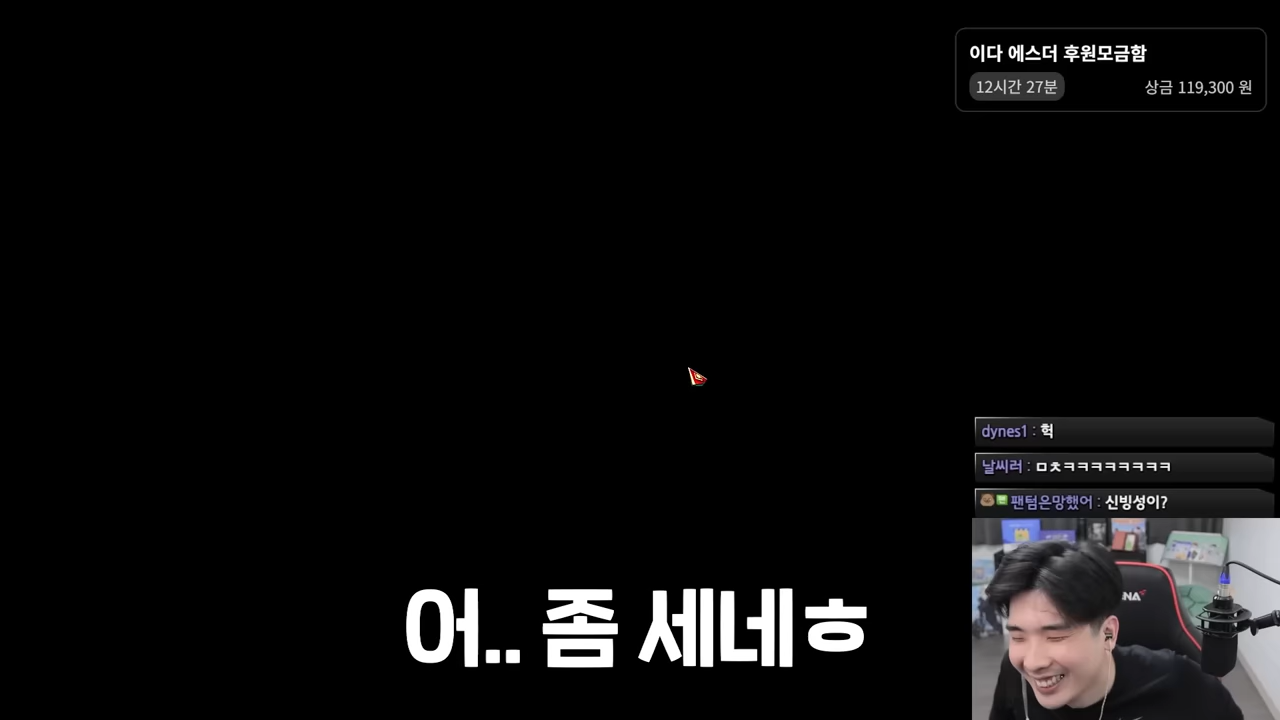 이다 에스더 후원모금함
12시간 27분
상금 119,300 원
dynes1 : 헉
날씨러 : ㅁㅊㅋㅋㅋㅋㅋㅋㅋㅋ
팬텀은망했어 : 신빙성이?
어.. 좀 세네ㅎ